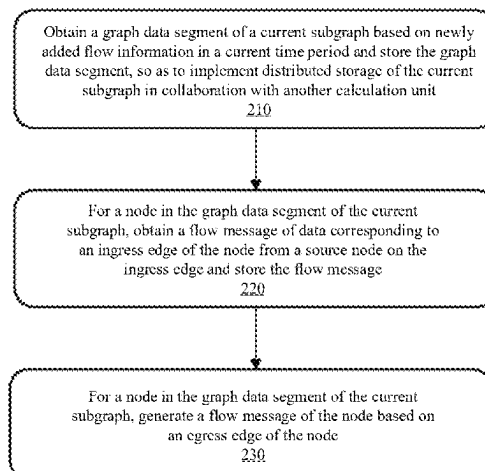 Obtain a graph data segment of a current subgraph based on newly
added flow information in a current time period and store the graph
data segment, so as to implement distributed storage of the current
subgraph in collaboration with another calculation unit
210
For a node in the graph data segment of the current
subgraph, obtain a flow message of data corresponding to
an ingress edge of the node from a source node on the
ingress edge and store the flow message
220
For a node in the graph data segment of the current
subgraph, generate a flow message of the node based on
an egress edge of the node
230